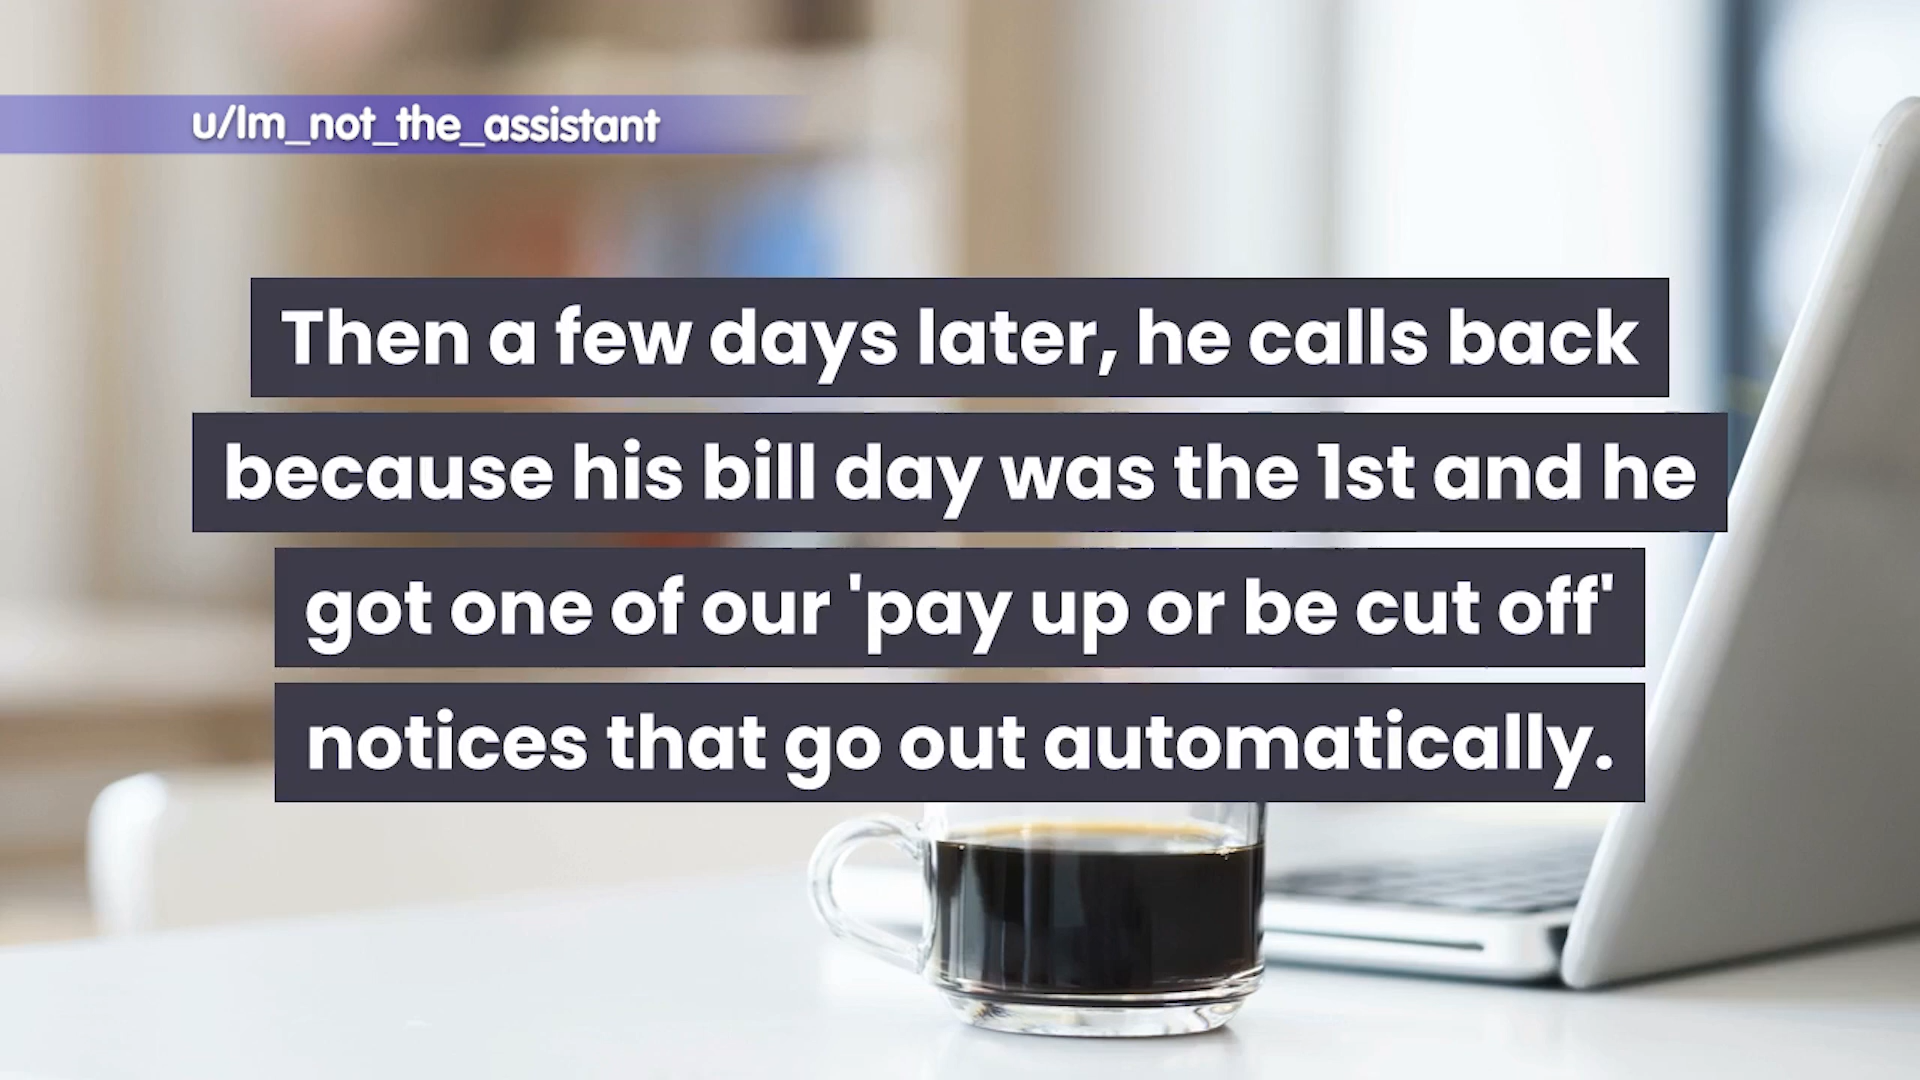 u/Im_not_the_assistant
Then a few days later, he calls back
because his bill day was the 1st and he
got one of our 'pay up or be cut off'
notices that go out automatically.